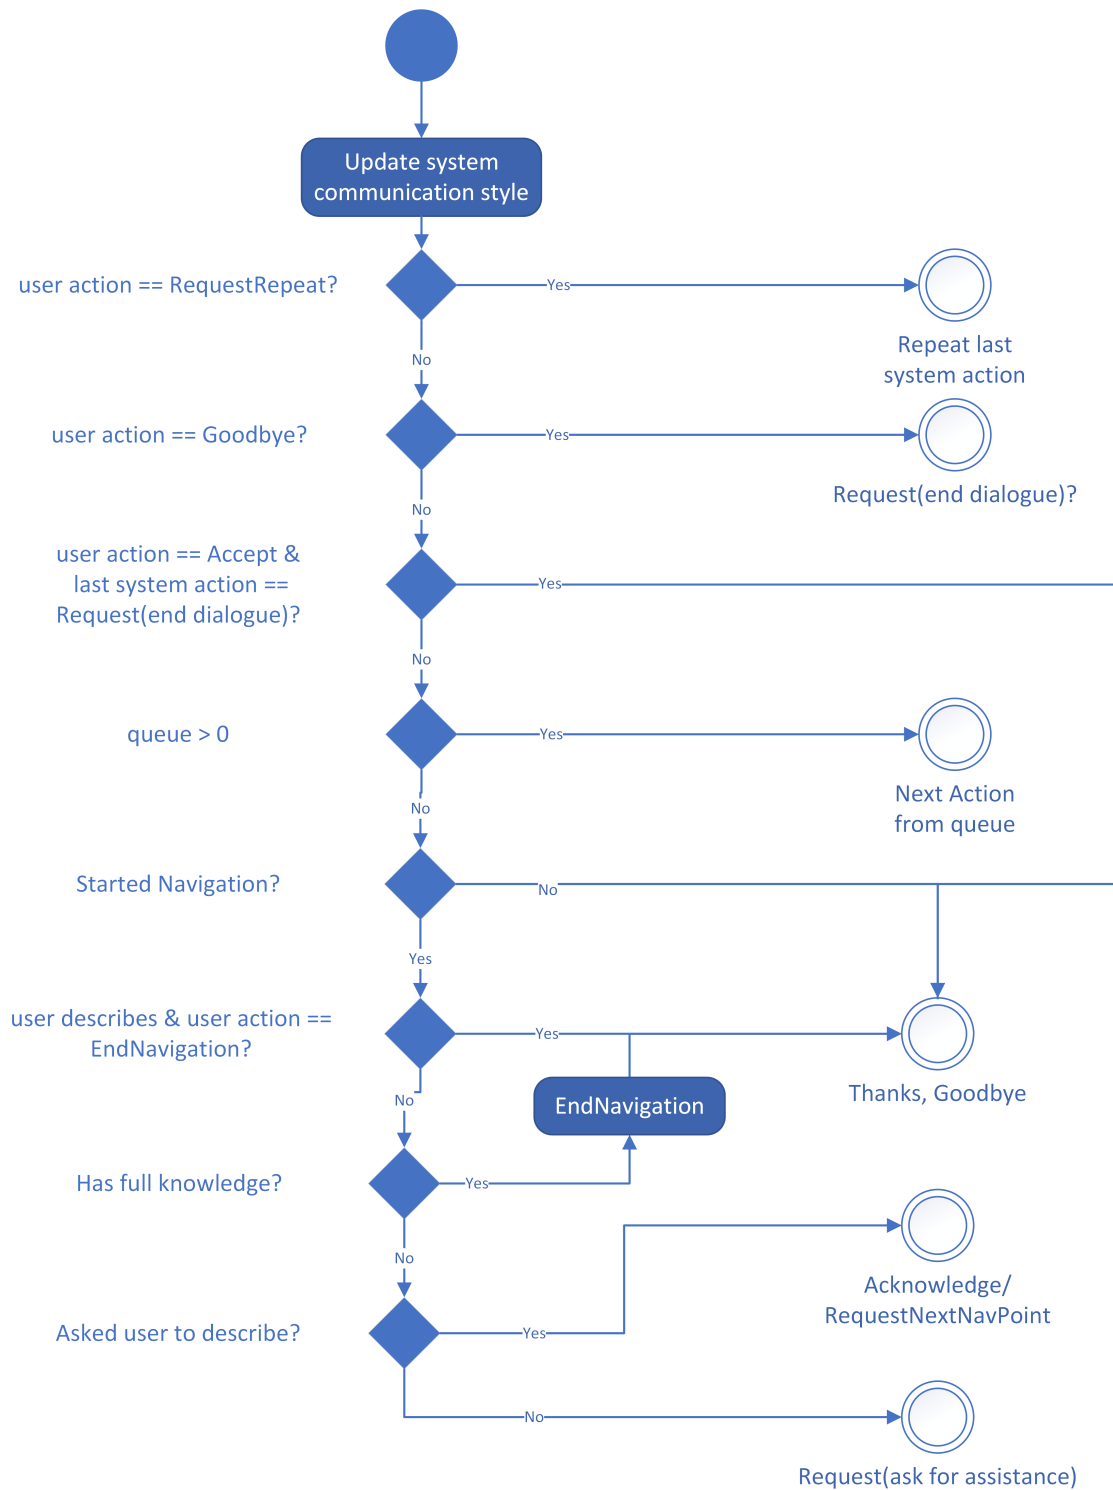 Update system
communication style
user action == RequestRepeat?
Yes
Repeat last
system action
No
user action == Goodbye?
Yes
Request(end dialogue)?
No
user action == Accept &
last system action ==
Request(end dialogue)?
Yes
No
queue > 0
Yes
Next Action
from queue
No
Started Navigation?
No
Yes
user describes & user action ==
EndNavigation?
Yes
Thanks, Goodbye
EndNavigation
No
Has full knowledge?
Yes
No
Acknowledge/
RequestNextNavPoint
Asked user to describe?
Yes
No
Request(ask for assistance)